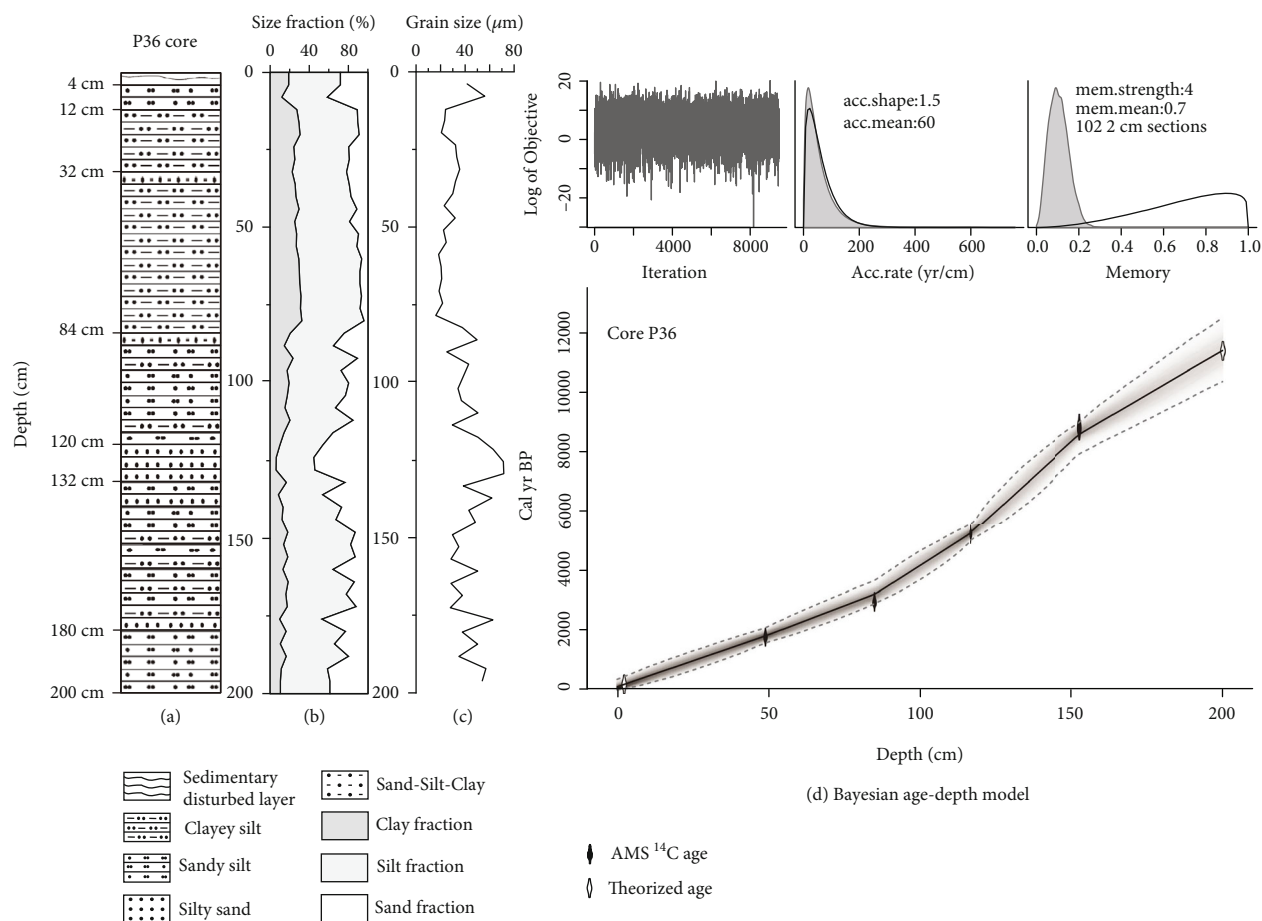 P36 core
Size fraction (%)
Grain size (μm)
0 40 80
0 40 80
Depth (cm)
4 cm
12 cm
32 cm
84 cm
120 cm
132 cm
180 cm
200 cm
0
50
100
150
200
0
50
100
150
200
(a)
(b)
(c)
Log of Objective
20
0
−20
0 4000 8000
Iteration
acc.shape:1.5
acc.mean:60
0 200 400 600
Acc.rate (yr/cm)
mem.strength:4
mem.mean:0.7
102 2 cm sections
0.0 0.2 0.4 0.6 0.8 1.0
Memory
Core P36
Cal yr BP
12000
10000
8000
6000
4000
2000
0
0 50 100 150 200
Depth (cm)
(d) Bayesian age-depth model
Sedimentary
disturbed layer
Clayey silt
Sandy silt
Silty sand
Sand-Silt-Clay
Clay fraction
Silt fraction
Sand fraction
AMS ¹⁴C age
Theorized age